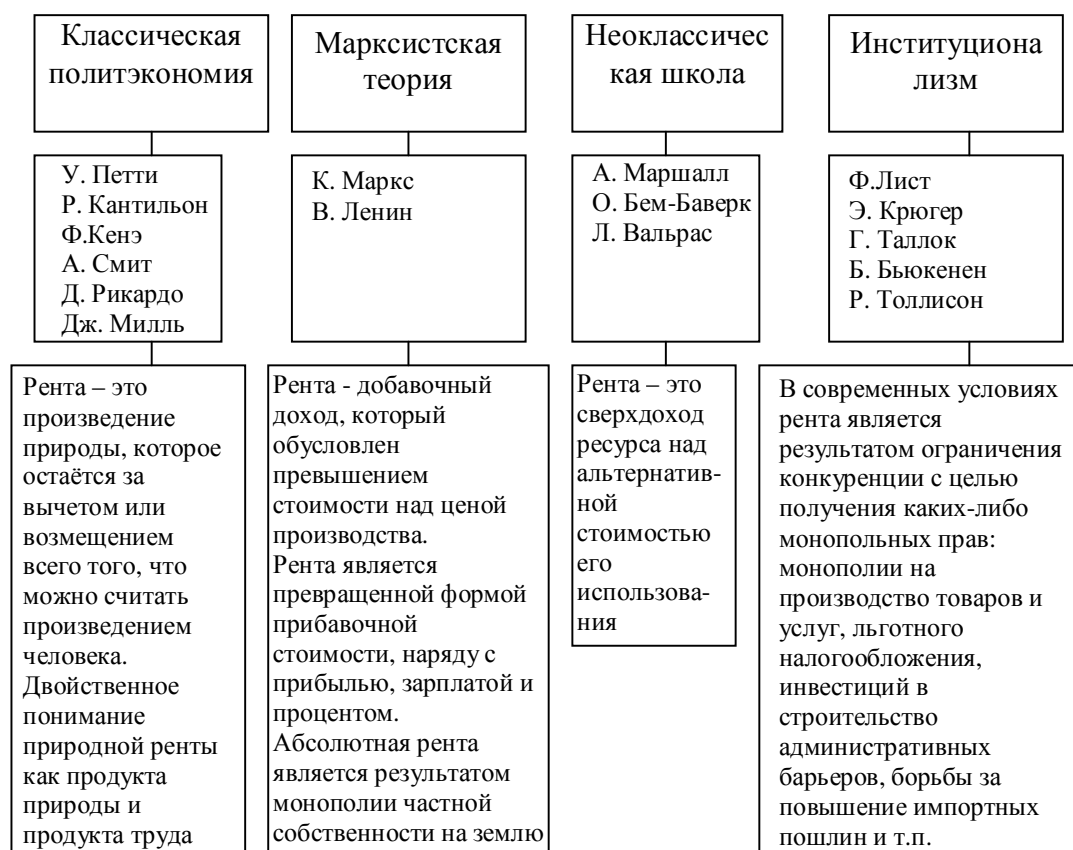 Классическая
политэкономия
У. Петти
Р. Кантильон
Ф.Кенэ
А. Смит
Д. Рикардо
Дж. Милль
Рента – это
произведение
природы, которое
остаётся за
вычетом или
возмещением
всего того, что
можно считать
произведением
человека.
Двойственное
понимание
природной ренты
как продукта
природы и
продукта труда
Марксистская
теория
К. Маркс
В. Ленин
Рента - добавочный
доход, который
обусловлен
превышением
стоимости над ценой
производства.
Рента является
превращенной формой
прибавочной
стоимости, наряду с
прибылью, зарплатой и
процентом.
Абсолютная рента
является результатом
монополии частной
собственности на землю
Неоклассичес
кая школа
А. Маршалл
О. Бем-Баверк
Л. Вальрас
Рента – это
сверхдоход
ресурса над
альтернатив-
ной
стоимостью
его
использова-
ния
Институциона
лизм
Ф.Лист
Э. Крюгер
Г. Таллок
Б. Бьюкенен
Р. Толлисон
В современных условиях
рента является
результатом ограничения
конкуренции с целью
получения каких-либо
монопольных прав:
монополии на
производство товаров и
услуг, льготного
налогообложения,
инвестиций в
строительство
административных
барьеров, борьбы за
повышение импортных
пошлин и т.п.